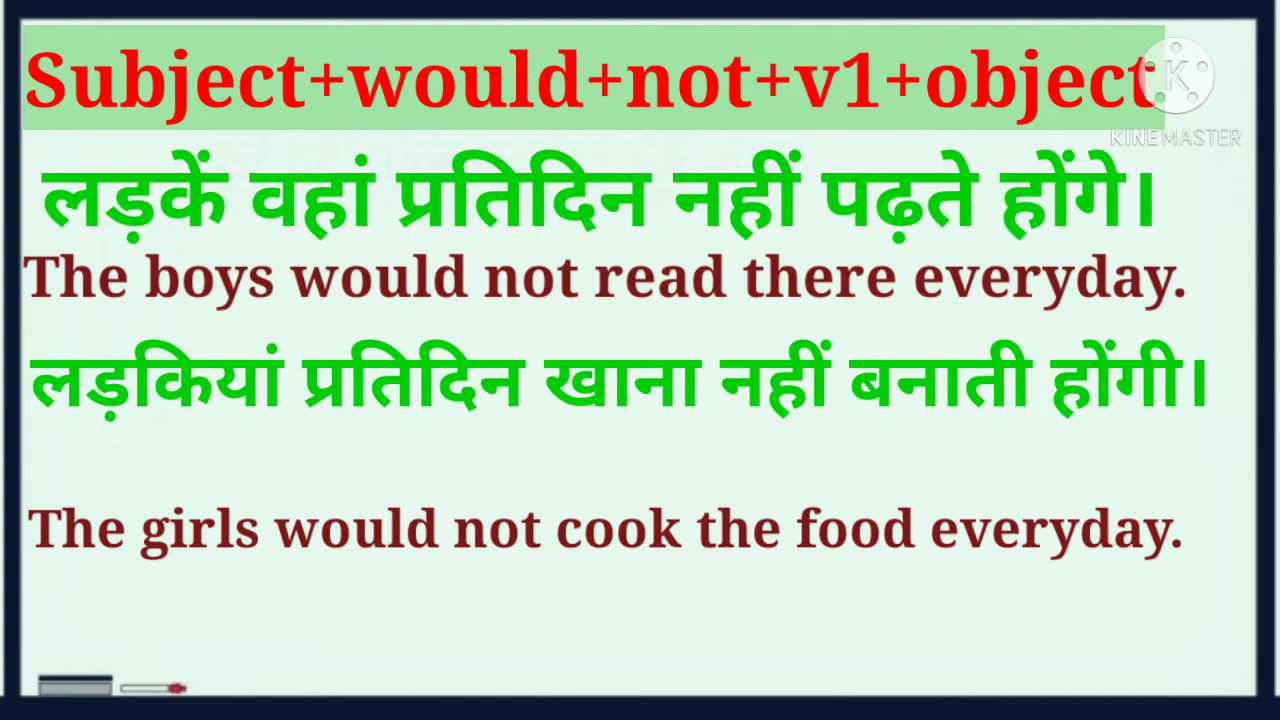 Subject+would+not+v1+object
KINEMASTER
लड़कें वहां प्रतिदिन नहीं पढ़ते होंगे।
The boys would not read there everyday.
लड़कियां प्रतिदिन खाना नहीं बनाती होंगी।
The girls would not cook the food everyday.